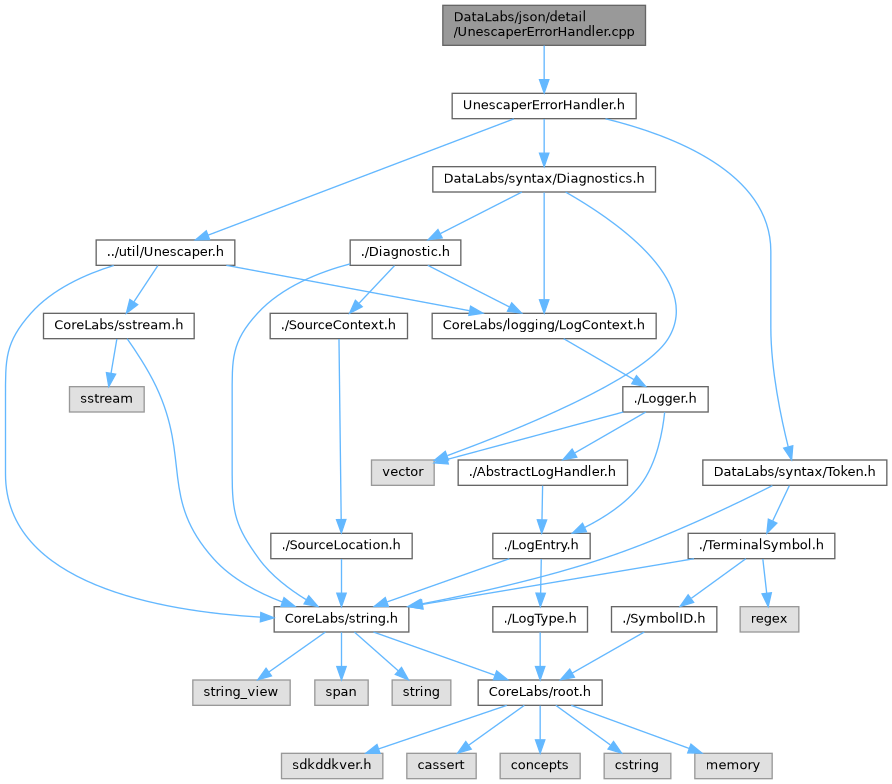 DataLabs/json/detail
/UnescaperErrorHandler.cpp
UnescaperErrorHandler.h
DataLabs/syntax/Diagnostics.h
../util/Unescaper.h
./Diagnostic.h
CoreLabs/sstream.h
./SourceContext.h
CoreLabs/logging/LogContext.h
sstream
./Logger.h
vector
./AbstractLogHandler.h
DataLabs/syntax/Token.h
./SourceLocation.h
./LogEntry.h
./TerminalSymbol.h
CoreLabs/string.h
./LogType.h
./SymbolID.h
regex
string_view
span
string
CoreLabs/root.h
sdkddkver.h
cassert
concepts
cstring
memory